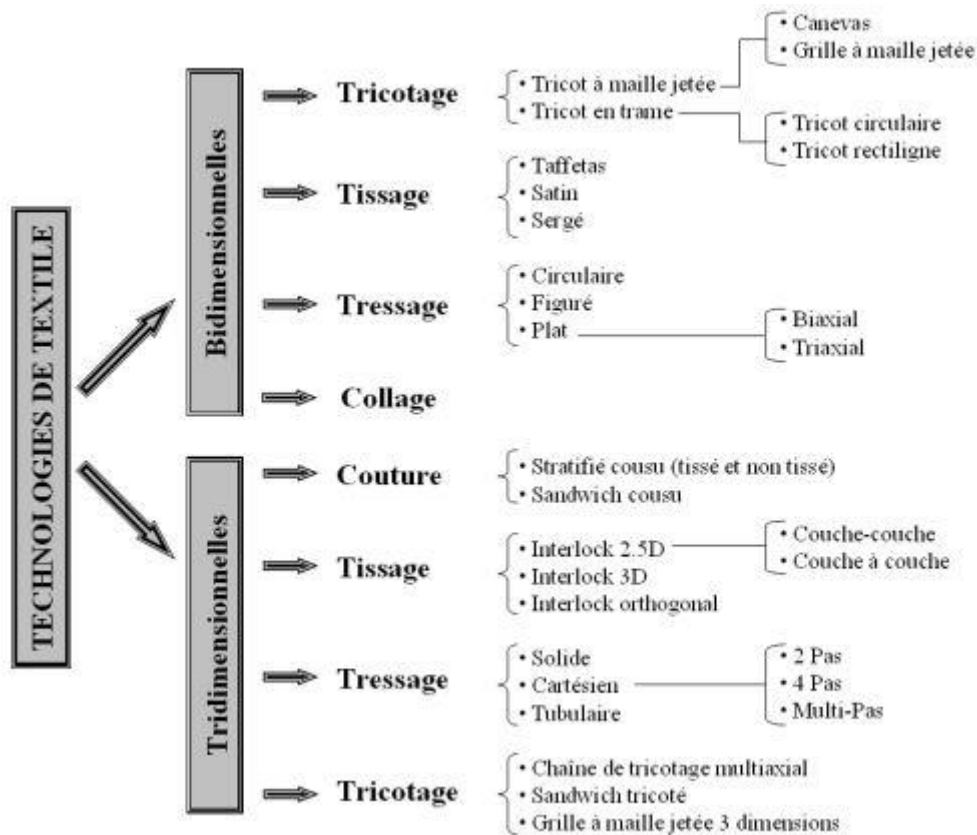 TECHNOLOGIES DE TEXTILE
Bidimensionnelles
Tricotage
• Tricot à maille jetée
• Tricot en trame
• Canevas
• Grille à maille jetée
• Tricot circulaire
• Tricot rectiligne
Tissage
• Taffetas
• Satin
• Sergé
Tressage
• Circulaire
• Figuré
• Plat
• Biaxial
• Triaxial
Collage
Tridimensionnelles
Couture
• Stratifié cousu (tissé et non tissé)
• Sandwich cousu
Tissage
• Interlock 2.5D
• Interlock 3D
• Interlock orthogonal
• Couche-couche
• Couche à couche
Tressage
• Solide
• Cartésien
• Tubulaire
• 2 Pas
• 4 Pas
• Multi-Pas
Tricotage
• Chaîne de tricotage multiaxial
• Sandwich tricoté
• Grille à maille jetée 3 dimensions